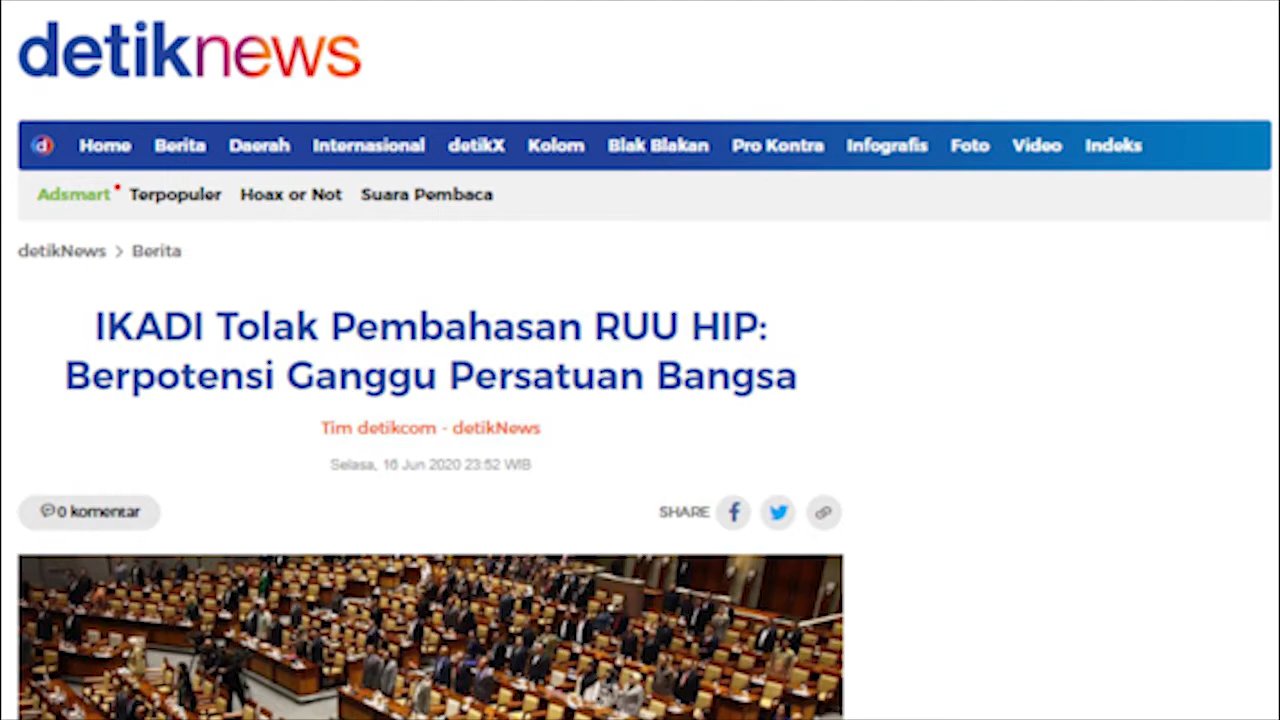 detiknews
d Home Berita Daerah Internasional detikX Kolom Blak Blakan Pro Kontra Infografis Foto Video Indeks
Adsmart Terpopuler Hoax or Not Suara Pembaca
detikNews > Berita
IKADI Tolak Pembahasan RUU HIP:
Berpotensi Ganggu Persatuan Bangsa
Tim detikcom - detikNews
Selasa, 16 Jun 2020 23:52 WIB
0 komentar
SHARE